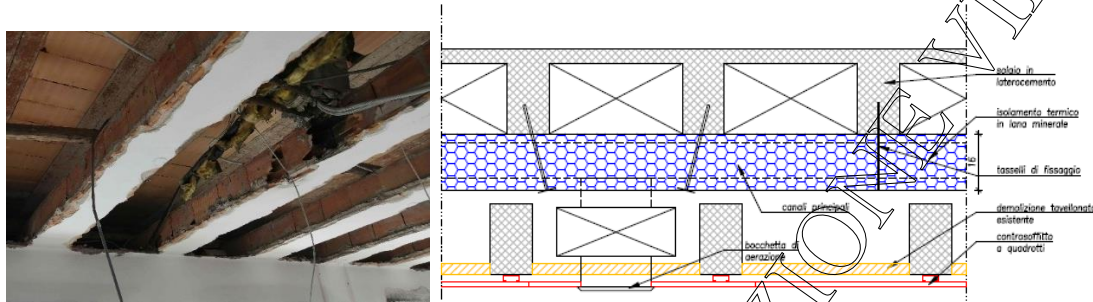 solaio in
laterocemento
isolamento termico
in lana minerale
16
tasselli di fissaggio
canali principali
demolizione tavellonato
esistente
bocchetta di
aerazione
controsoffitto
a quadrotti